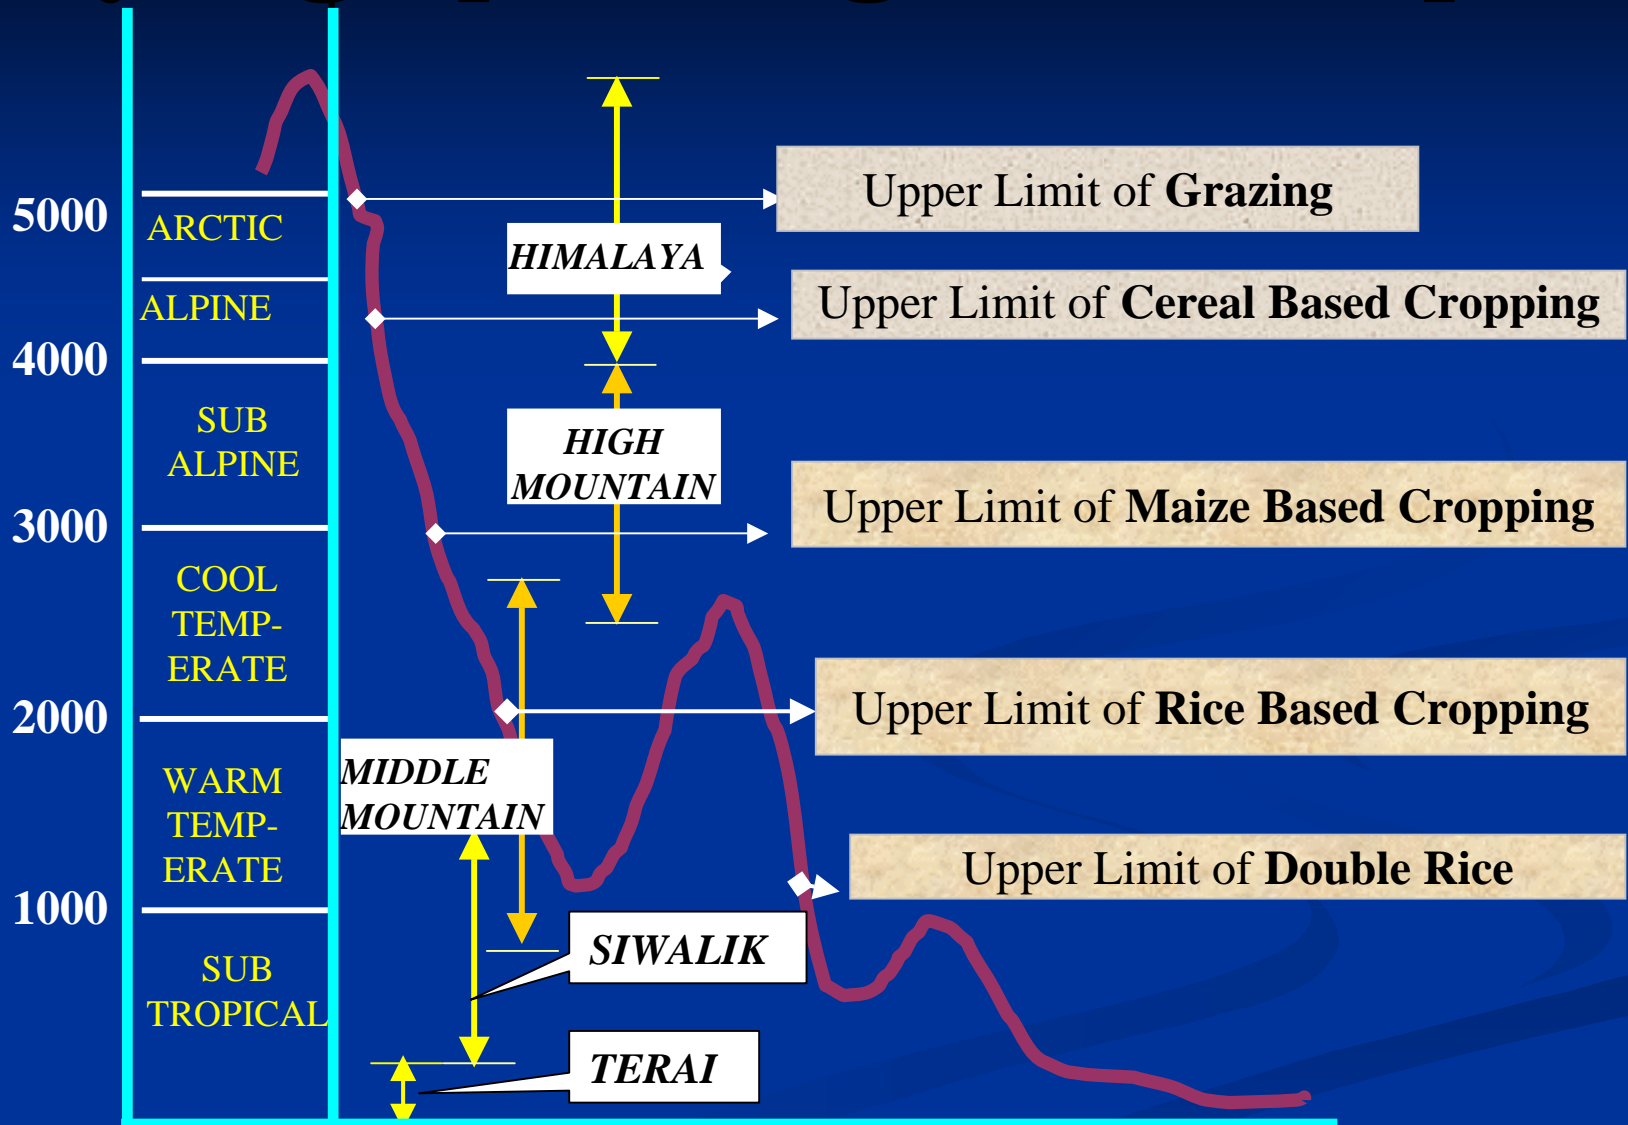 5000
ARCTIC
ALPINE
4000
SUB
ALPINE
3000
COOL
TEMP-
ERATE
2000
WARM
TEMP-
ERATE
1000
SUB
TROPICAL
HIMALAYA
HIGH
MOUNTAIN
MIDDLE
MOUNTAIN
SIWALIK
TERAI
Upper Limit of Grazing
Upper Limit of Cereal Based Cropping
Upper Limit of Maize Based Cropping
Upper Limit of Rice Based Cropping
Upper Limit of Double Rice